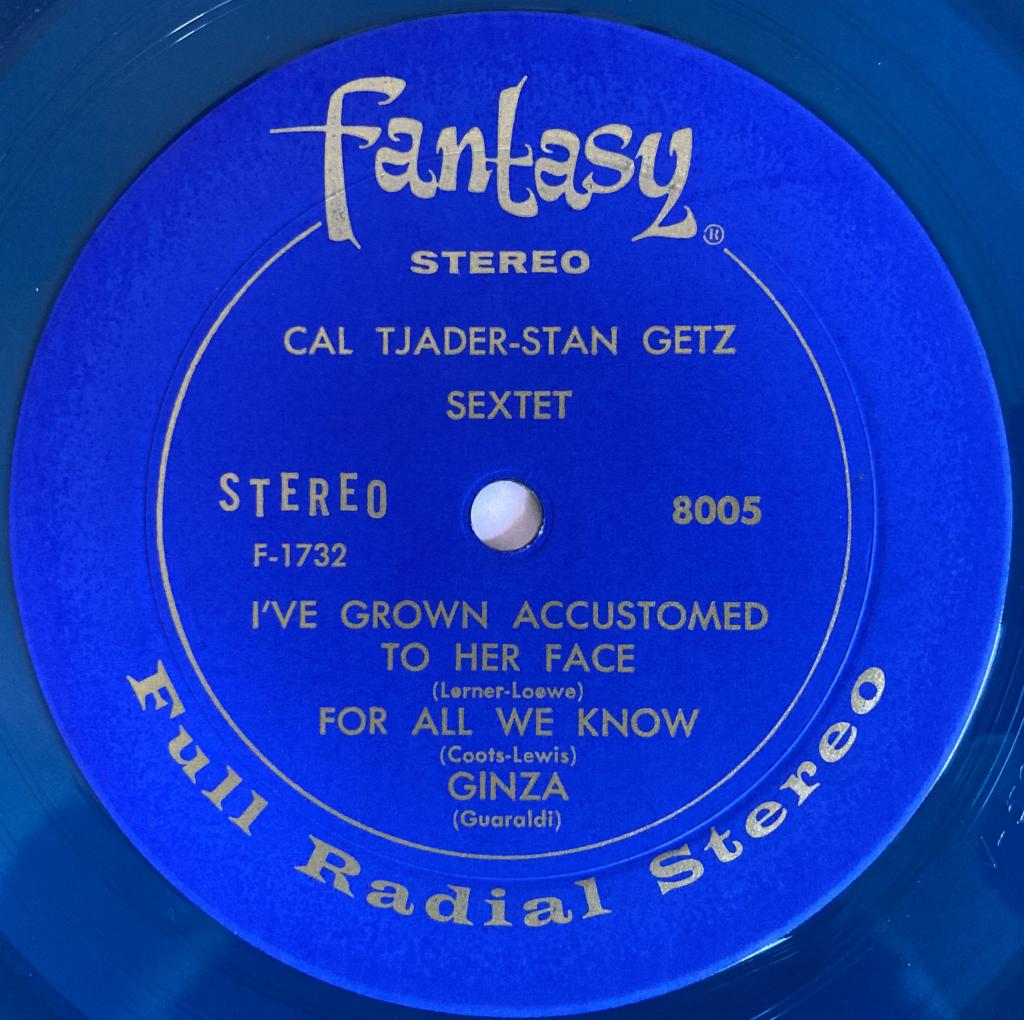 fantasy®
STEREO
CAL TJADER-STAN GETZ
SEXTET
STEREO 8005
F-1732
I'VE GROWN ACCUSTOMED
TO HER FACE
(Lerner-Loewe)
FOR ALL WE KNOW
(Coots-Lewis)
GINZA
(Guaraldi)
Full Radial Stereo